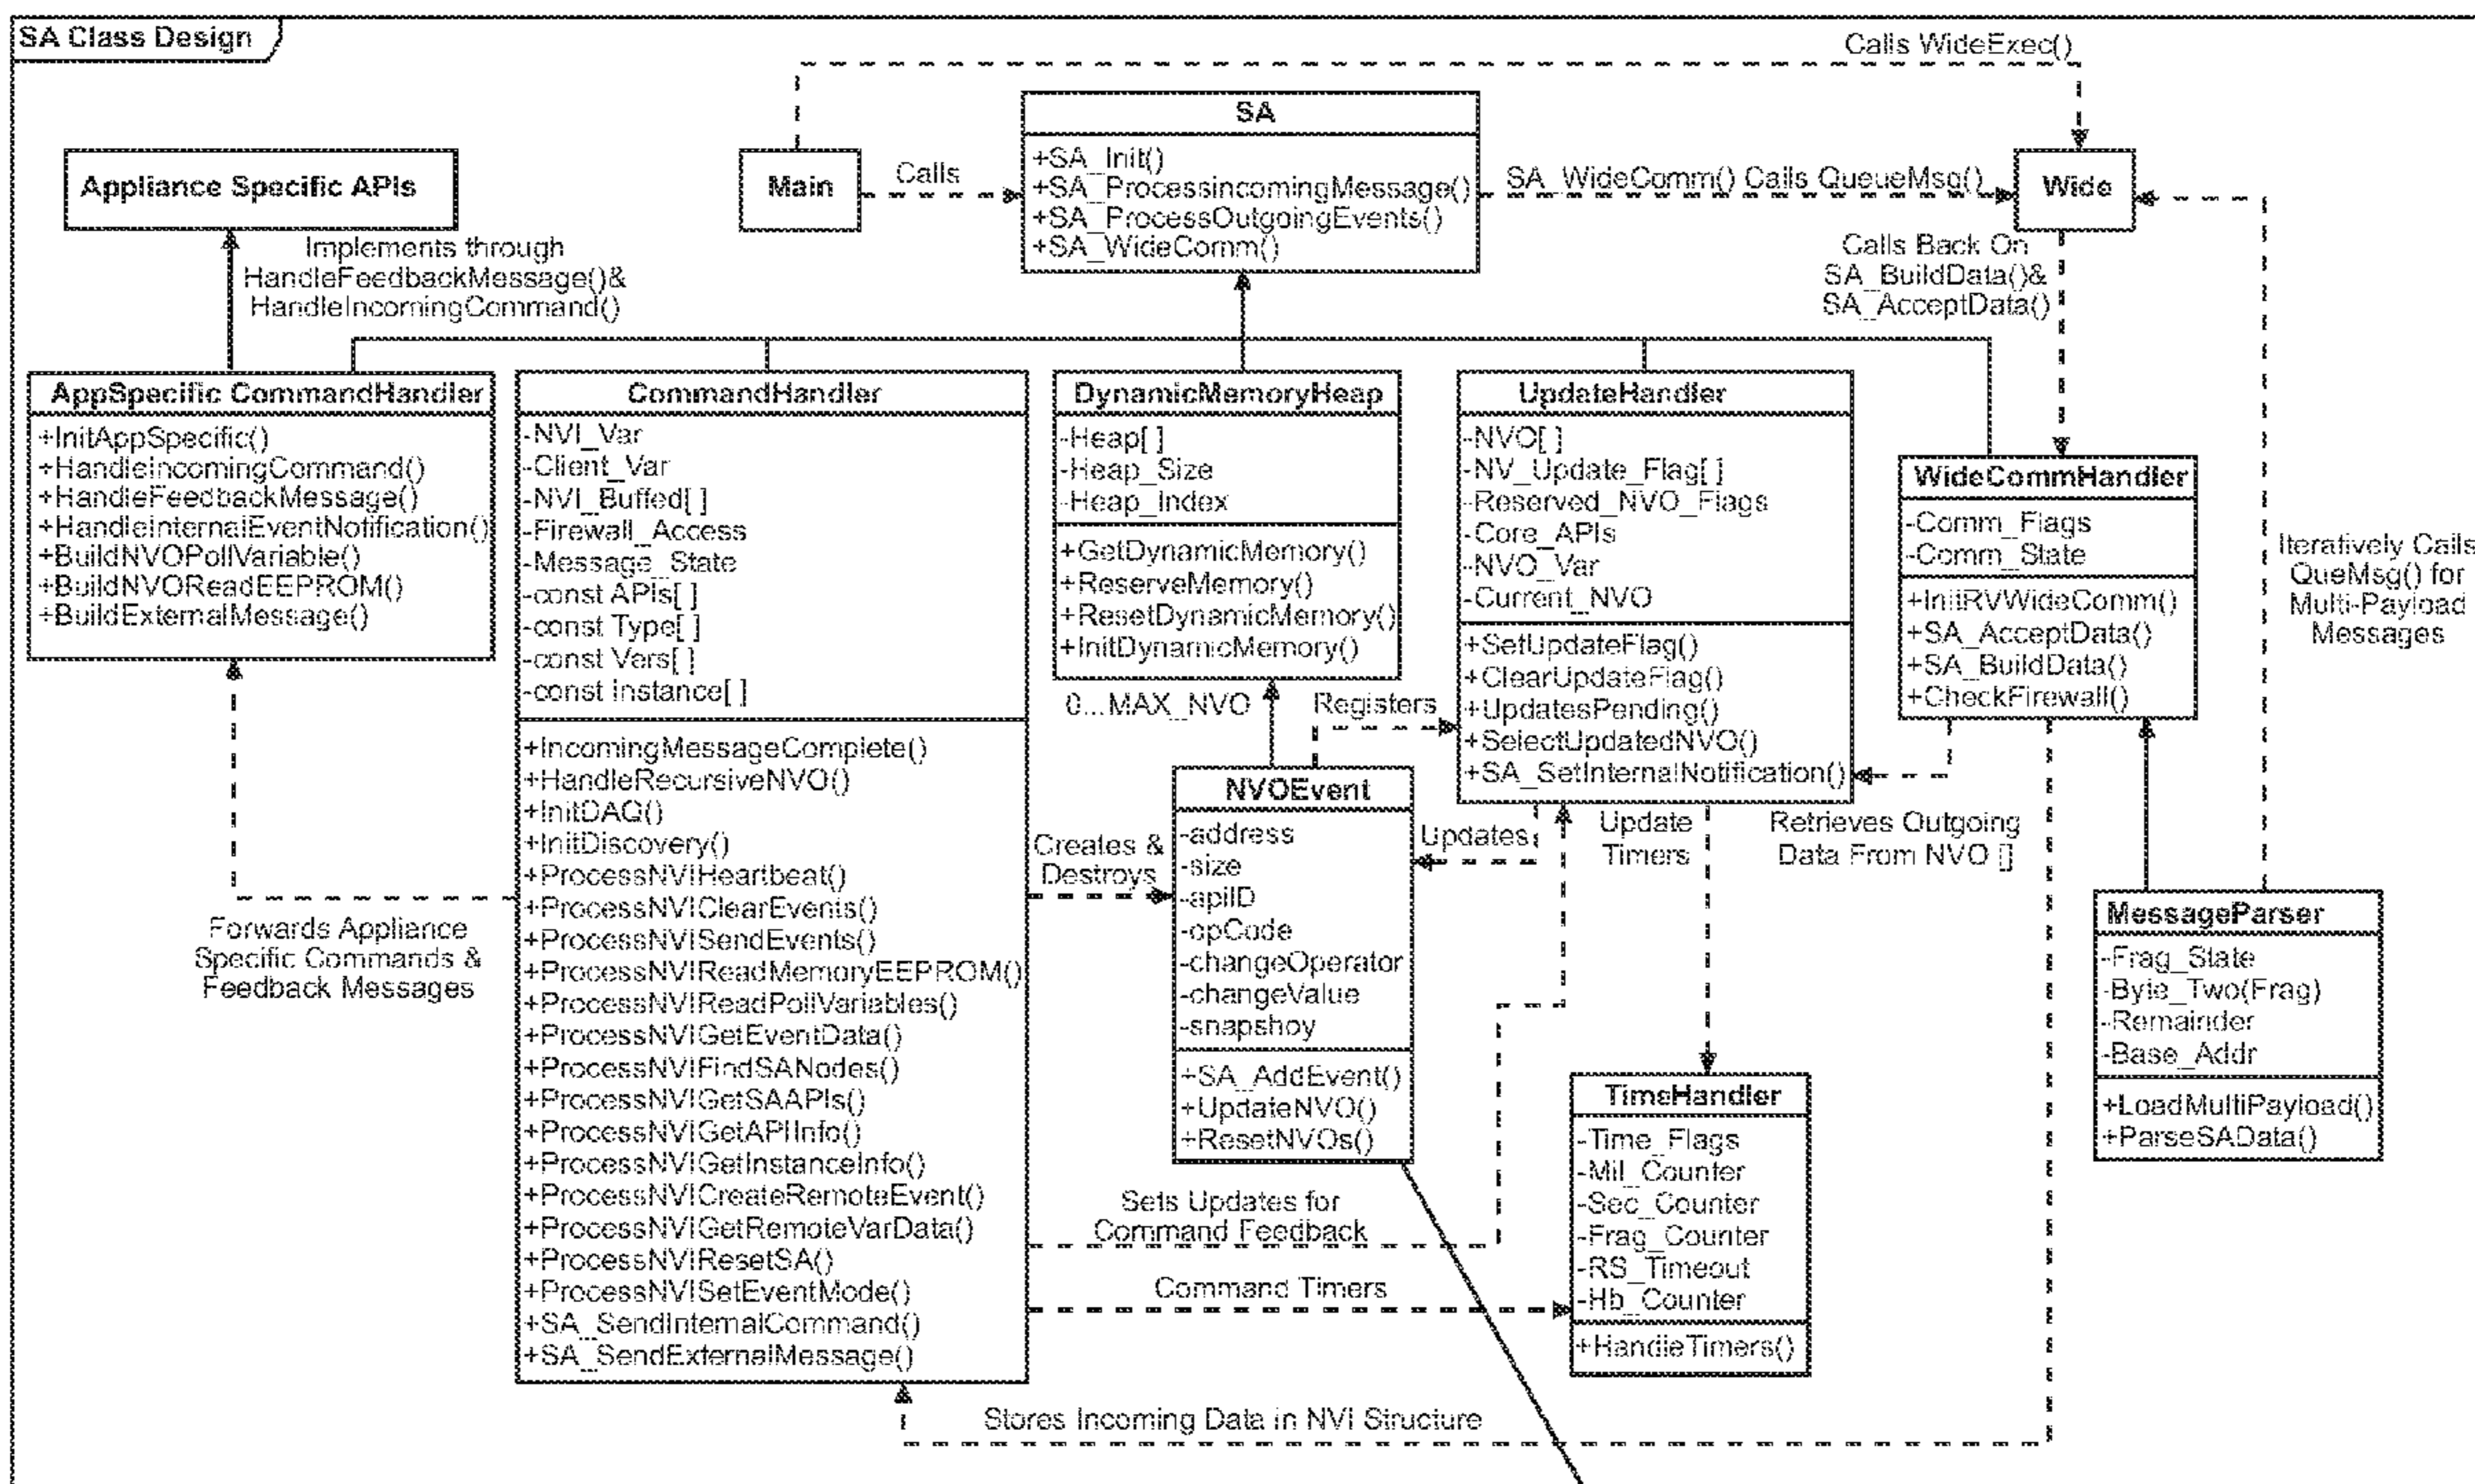 SA Class Design
Calls WideExec()
SA
+SA_Init()
+SA_ProcessincomingMessage()
+SA_ProcessOutgoingEvents()
+SA_WideComm()
Appliance Specific APIs
Main
Calls
SA_WideComm() Calls QueueMsg()
Wide
Implements through
HandleFeedbackMessage()&
HandleIncomingCommand()
Calls Back On
SA_BuildData()&
SA_AcceptData()
AppSpecific CommandHandler
+InitAppSpecific()
+HandleIncomingCommand()
+HandleFeedbackMessage()
+HandleInternalEventNotification()
+BuildNVOPollVariable()
+BuildNVOReadEEPROM()
+BuildExternalMessage()
CommandHandler
-NVI_Var
-Client_Var
-NVI_Buffed[ ]
-Firewall_Access
-Message_State
-const APIs[ ]
-const Type[ ]
-const Vers[ ]
-const Instance[ ]
+IncomingMessageComplete()
+HandleRecursiveNVO()
+InitDAQ()
+InitDiscovery()
+ProcessNVIHeartbeat()
+ProcessNVIClearEvents()
+ProcessNVISendEvents()
+ProcessNVIReadMemoryEEPROM()
+ProcessNVIReadPollVariables()
+ProcessNVIGetEventData()
+ProcessNVIFindSANodes()
+ProcessNVIGetSAAPIs()
+ProcessNVIGetAPIInfo()
+ProcessNVIGetInstanceInfo()
+ProcessNVICreateRemoteEvent()
+ProcessNVIGetRemoteVarData()
+ProcessNVIResetSA()
+ProcessNVISetEventMode()
+SA_SendInternalCommand()
+SA_SendExternalMessage()
DynamicMemoryHeap
-Heap[ ]
-Heap_Size
-Heap_Index
+GetDynamicMemory()
+ReserveMemory()
+ResetDynamicMemory()
+InitDynamicMemory()
UpdateHandler
-NVO[ ]
-NV_Update_Flag[ ]
-Reserved_NVO_Flags
-Core_APIs
-NVO_Var
-Current_NVO
+SetUpdateFlag()
+ClearUpdateFlag()
+UpdatesPending()
+SelectUpdatedNVO()
+SA_SetInternalNotification()
WideCommHandler
-Comm_Flags
-Comm_State
+InitRVWideComm()
+SA_AcceptData()
+SA_BuildData()
+CheckFirewall()
Iteratively Calls
QueMsg() for
Multi-Payload
Messages
0...MAX_NVO
Registers
NVOEvent
-address
-size
-apiID
-opCode
-changeOperator
-changeValue
-snapshoy
+SA_AddEvent()
+UpdateNVO()
+ResetNVOs()
Creates &
Destroys
Updates
Update
Timers
Retrieves Outgoing
Data From NVO []
Forwards Appliance
Specific Commands &
Feedback Messages
MessageParser
-Frag_State
-Byte_Two(Frag)
-Remainder
-Base_Addr
+LoadMultiPayload()
+ParseSAData()
TimeHandler
-Time_Flags
-Mil_Counter
-Sec_Counter
-Frag_Counter
-RS_Timeout
-Hb_Counter
+HandleTimers()
Sets Updates for
Command Feedback
Command Timers
Stores Incoming Data in NVI Structure